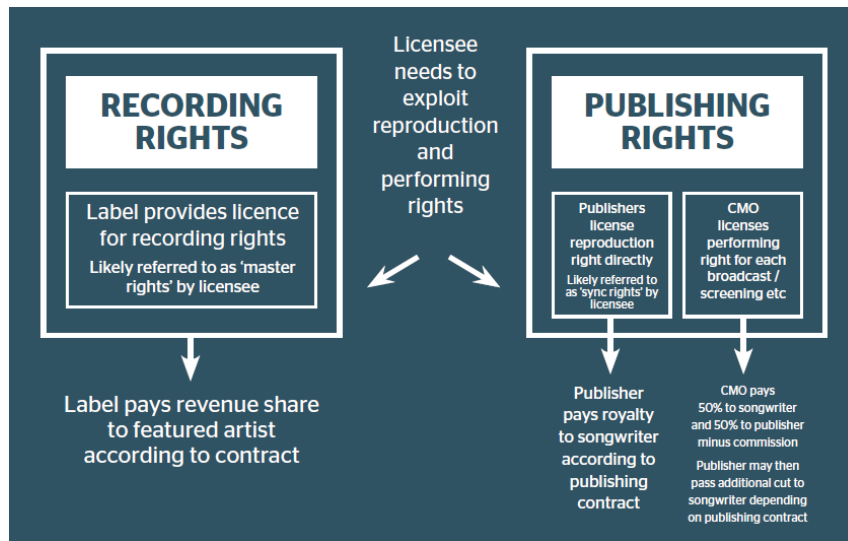 Licensee
needs to
exploit
reproduction
and
performing
rights
RECORDING
RIGHTS
Label provides licence
for recording rights
Likely referred to as ‘master
rights’ by licensee
Label pays revenue share
to featured artist
according to contract
PUBLISHING
RIGHTS
Publishers
license
reproduction
right directly
Likely referred to
as ‘sync rights’ by
licensee
Publisher
pays royalty
to songwriter
according to
publishing
contract
CMO
licenses
performing
right for each
broadcast /
screening etc
CMO pays
50% to songwriter
and 50% to publisher
minus commission
Publisher may then
pass additional cut to
songwriter depending
on publishing contract